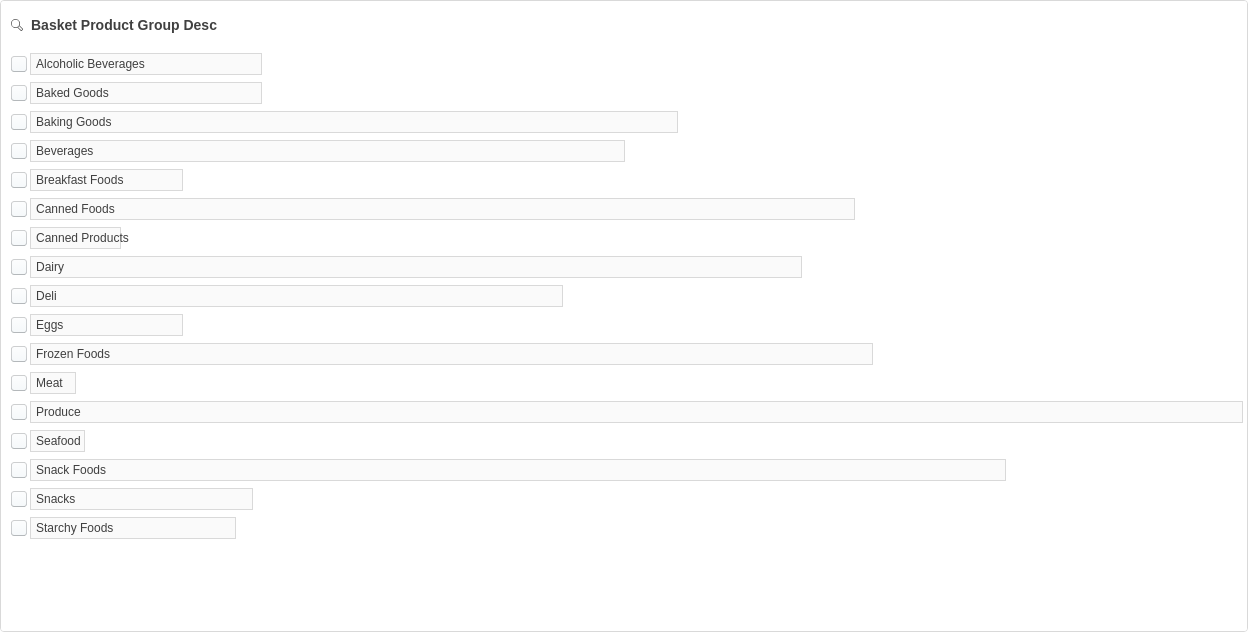 Basket Product Group Desc
Alcoholic Beverages
Baked Goods
Baking Goods
Beverages
Breakfast Foods
Canned Foods
Canned Products
Dairy
Deli
Eggs
Frozen Foods
Meat
Produce
Seafood
Snack Foods
Snacks
Starchy Foods